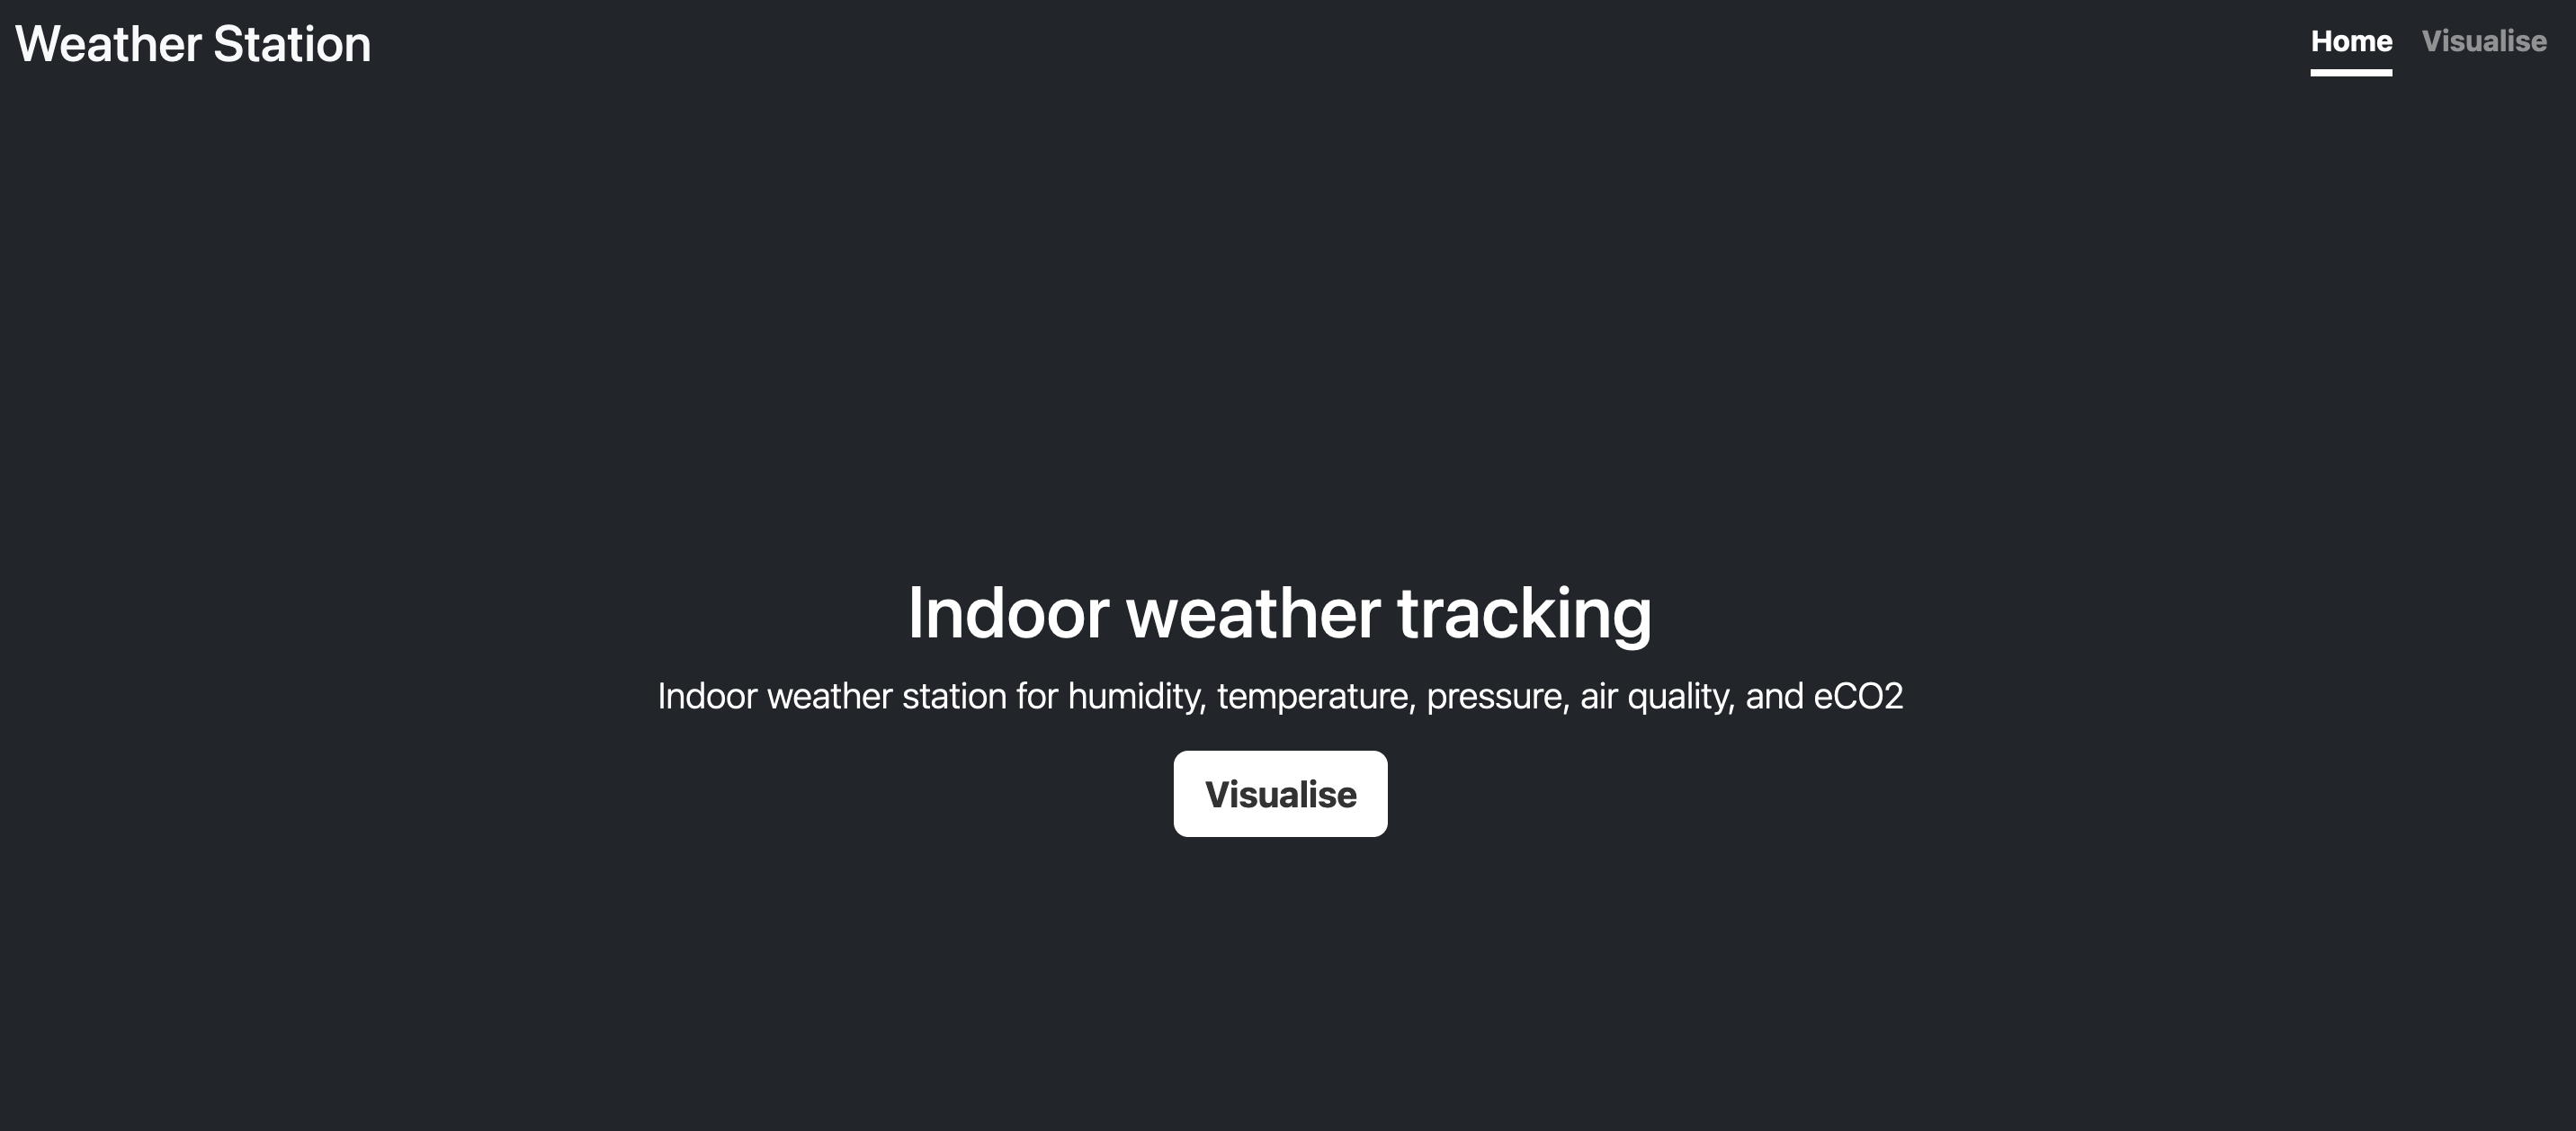 Weather Station
Home Visualise
Indoor weather tracking
Indoor weather station for humidity, temperature, pressure, air quality, and eCO2
Visualise